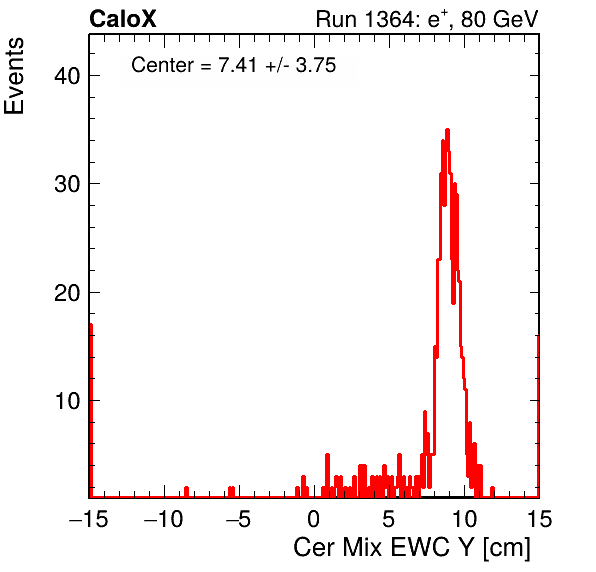 CaloX
Run 1364: e+, 80 GeV
Events
Center = 7.41 +/- 3.75
40
30
20
10
−15 −10 −5 0 5 10 15
Cer Mix EWC Y [cm]